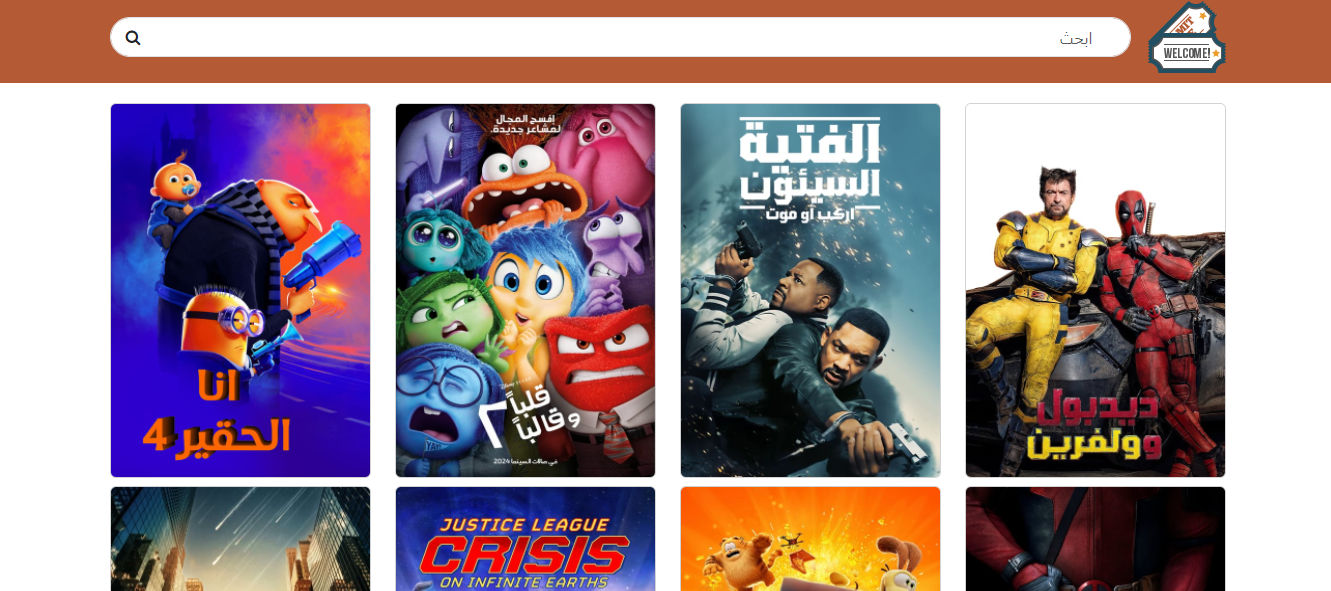 ابحث
MIT
WELCOME!
الفتية
السيئون
اركب أو موت
ديدبول
وولفرين
افسح المجال
لمشاعر جديدة.
قلباً
وقالباً ٢
في صالات السينما 2024
انا
الحقير 4
JUSTICE LEAGUE
CRISIS
ON INFINITE EARTHS